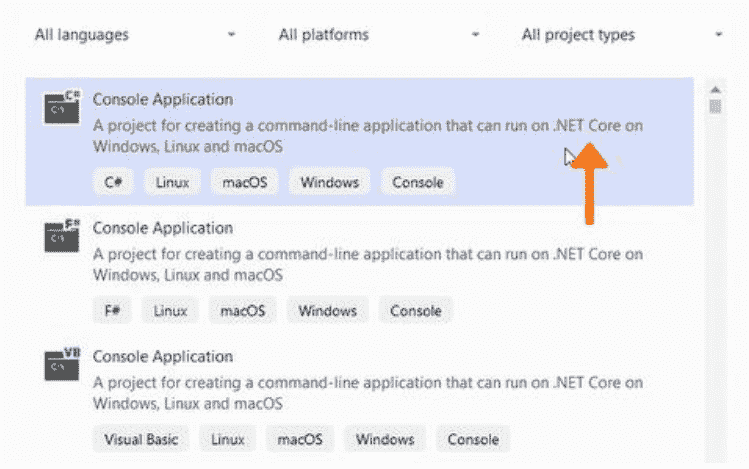 All languages All platforms All project types
C#
C:\
Console Application
A project for creating a command-line application that can run on .NET Core on
Windows, Linux and macOS
C# Linux macOS Windows Console
F#
C:\
Console Application
A project for creating a command-line application that can run on .NET Core on
Windows, Linux and macOS
F# Linux macOS Windows Console
VB
C:\
Console Application
A project for creating a command-line application that can run on .NET Core on
Windows, Linux and macOS
Visual Basic Linux macOS Windows Console